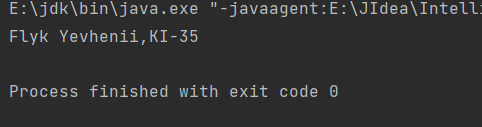 E:\jdk\bin\java.exe "-javaagent:E:\JIdea\Intelli
Flyk Yevhenii,KI-35
Process finished with exit code 0